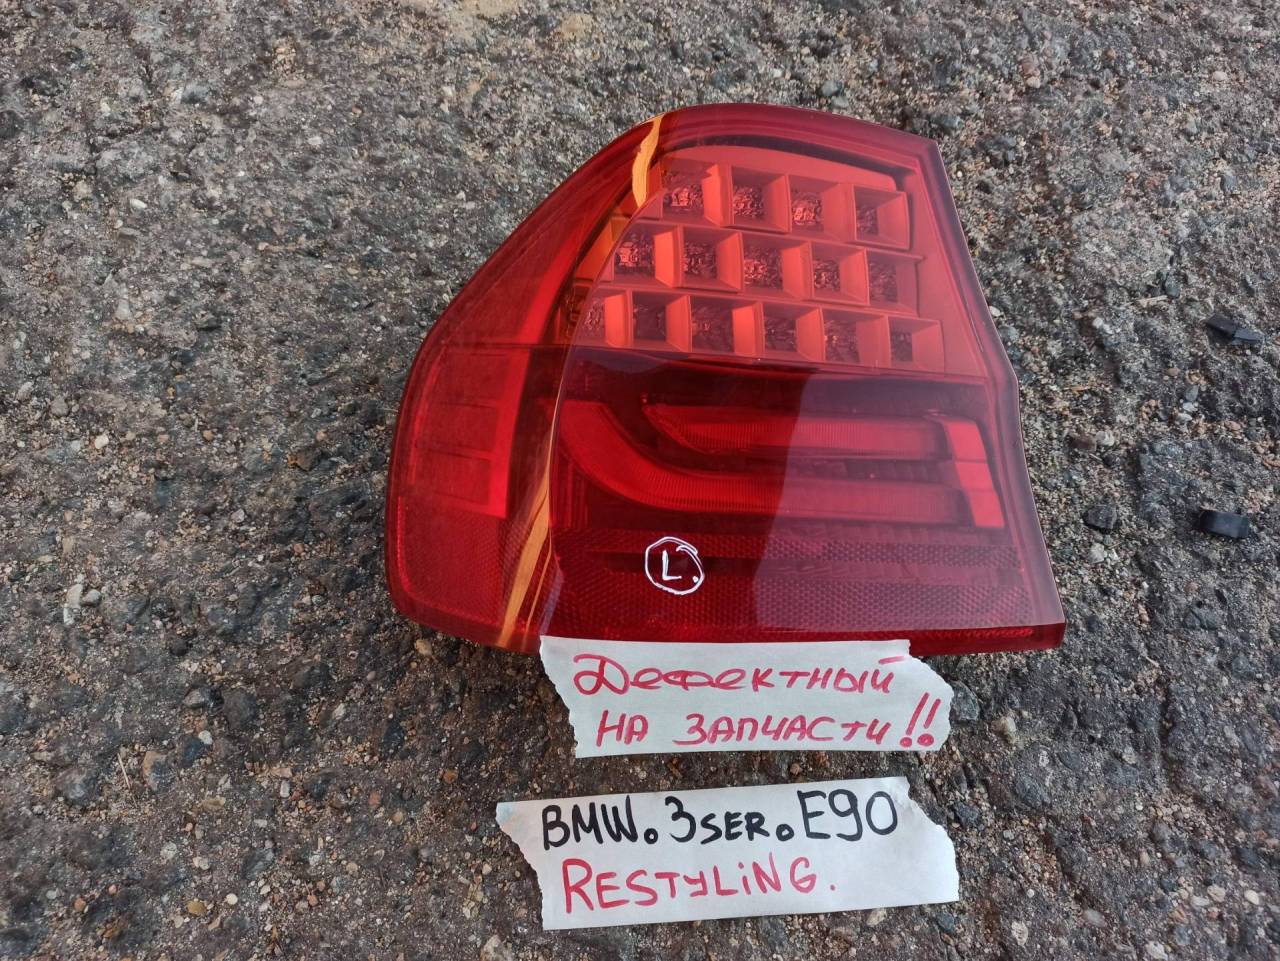 L.
Дефектный
на запчасти!!
BMW. 3SER. E90
RESTYLiNG.